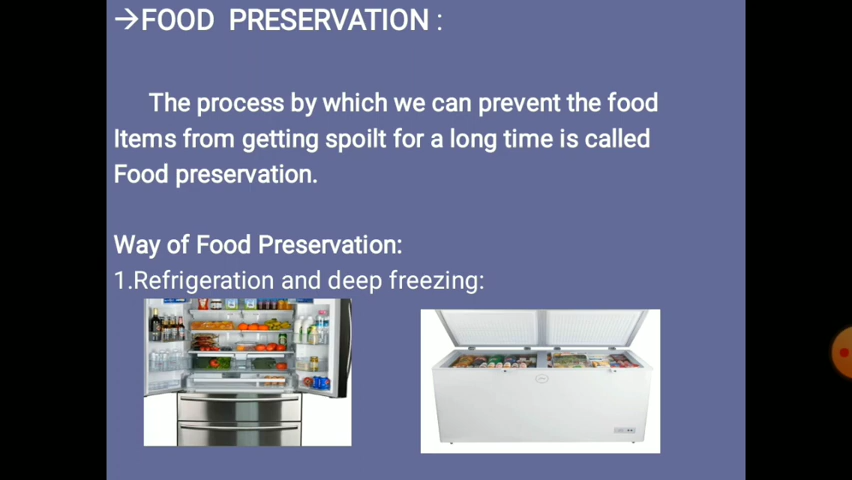 →FOOD PRESERVATION :
The process by which we can prevent the food
Items from getting spoilt for a long time is called
Food preservation.
Way of Food Preservation:
1.Refrigeration and deep freezing: